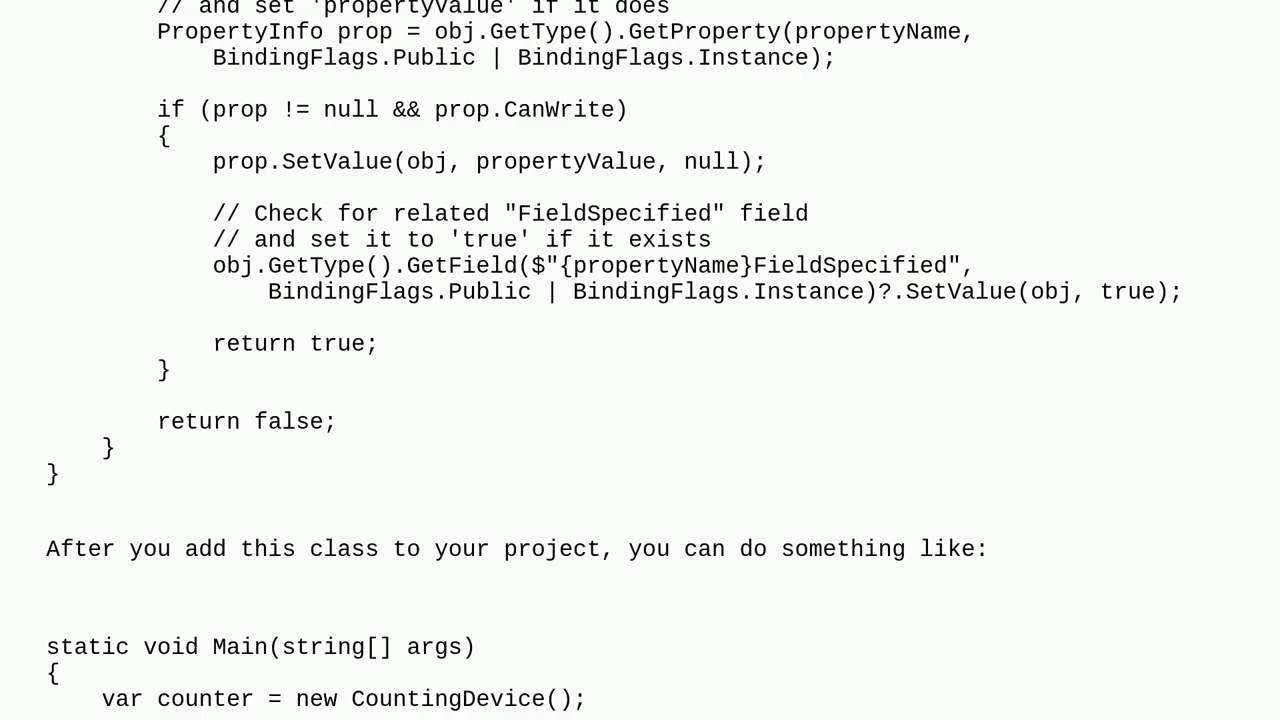 // and set 'propertyValue' if it does
PropertyInfo prop = obj.GetType().GetProperty(propertyName,
BindingFlags.Public | BindingFlags.Instance);
if (prop != null && prop.CanWrite)
{
prop.SetValue(obj, propertyValue, null);
// Check for related "FieldSpecified" field
// and set it to 'true' if it exists
obj.GetType().GetField($"{propertyName}FieldSpecified",
BindingFlags.Public | BindingFlags.Instance)?.SetValue(obj, true);
return true;
}
return false;
}
}
After you add this class to your project, you can do something like:
static void Main(string[] args)
{
var counter = new CountingDevice();